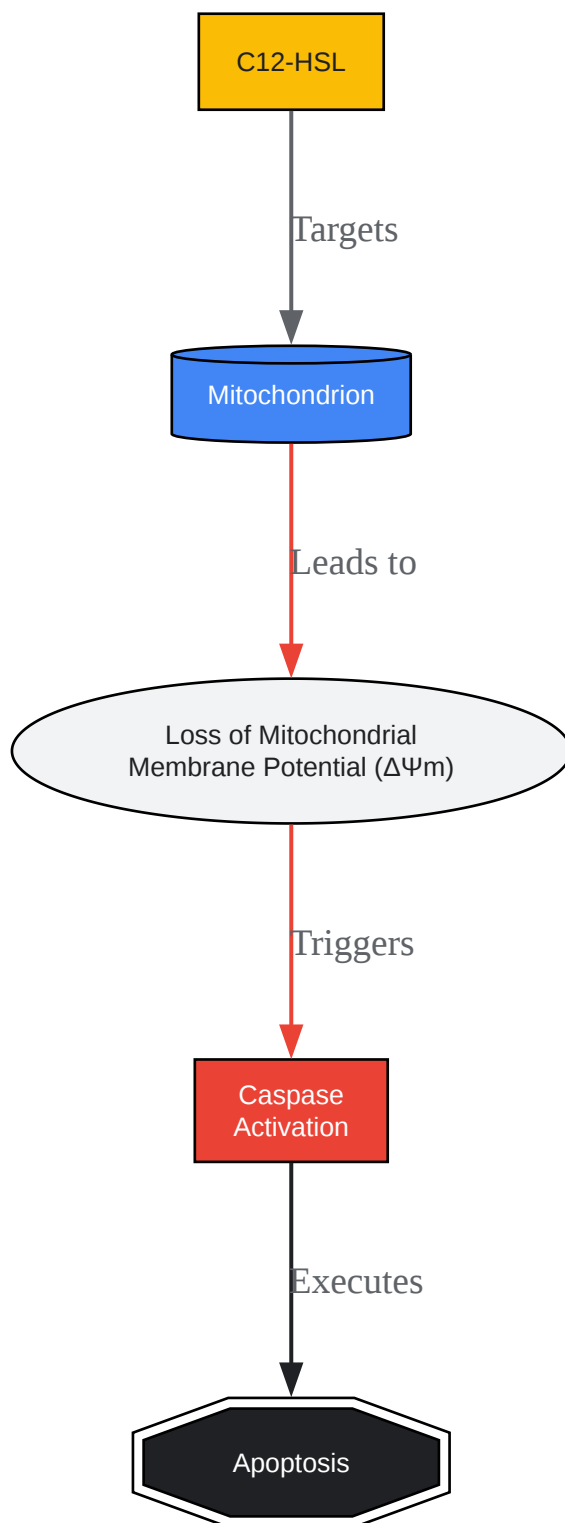 C12-HSL
Targets
Mitochondrion
Leads to
Loss of Mitochondrial
Membrane Potential (ΔΨm)
Triggers
Caspase
Activation
Executes
Apoptosis